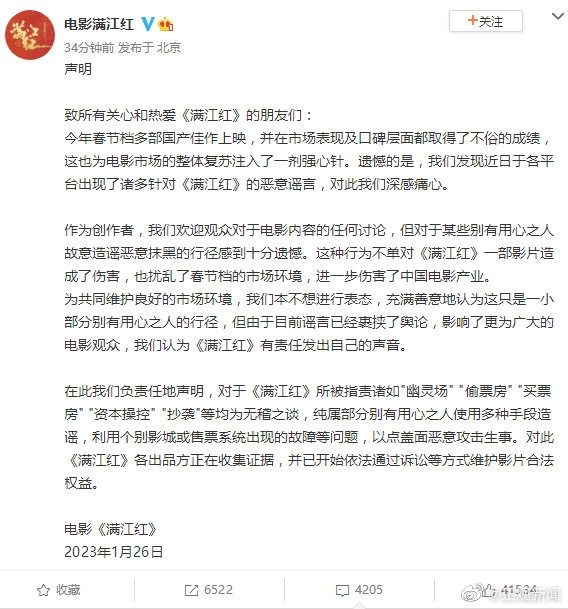 满江红
电影满江红
+关注
34分钟前 发布于 北京
声明
致所有关心和热爱《满江红》的朋友们：
今年春节档多部国产佳作上映，并在市场表现及口碑层面都取得了不俗的成绩，
这也为电影市场的整体复苏注入了一剂强心针。遗憾的是，我们发现近日于各平
台出现了诸多针对《满江红》的恶意谣言，对此我们深感痛心。
作为创作者，我们欢迎观众对于电影内容的任何讨论，但对于某些别有用心之人
故意造谣恶意抹黑的行径感到十分遗憾。这种行为不单对《满江红》一部影片造
成了伤害，也扰乱了春节档的市场环境，进一步伤害了中国电影产业。
为共同维护良好的市场环境，我们本不想进行表态，充满善意地认为这只是一小
部分别有用心之人的行径，但由于目前谣言已经裹挟了舆论，影响了更为广大的
电影观众，我们认为《满江红》有责任发出自己的声音。
在此我们负责任地声明，对于《满江红》所被指责诸如"幽灵场" "偷票房" "买票
房" "资本操控" "抄袭"等均为无稽之谈，纯属部分别有用心之人使用多种手段造
谣，利用个别影城或售票系统出现的故障等问题，以点盖面恶意攻击生事。对此
《满江红》各出品方正在收集证据，并已开始依法通过诉讼等方式维护影片合法
权益。
电影《满江红》
2023年1月26日
收藏
6522
4205
41534